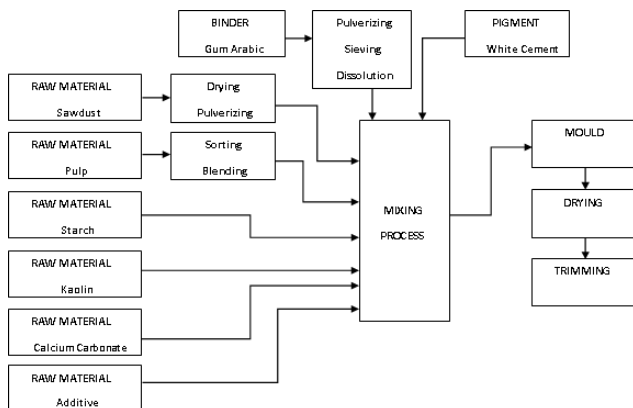 BINDER
Gum Arabic
Pulverizing
Sieving
Dissolution
PIGMENT
White Cement
RAW MATERIAL
Sawdust
Drying
Pulverizing
RAW MATERIAL
Pulp
Sorting
Blending
RAW MATERIAL
Starch
RAW MATERIAL
Kaolin
RAW MATERIAL
Calcium Carbonate
RAW MATERIAL
Additive
MIXING
PROCESS
MOULD
DRYING
TRIMMING